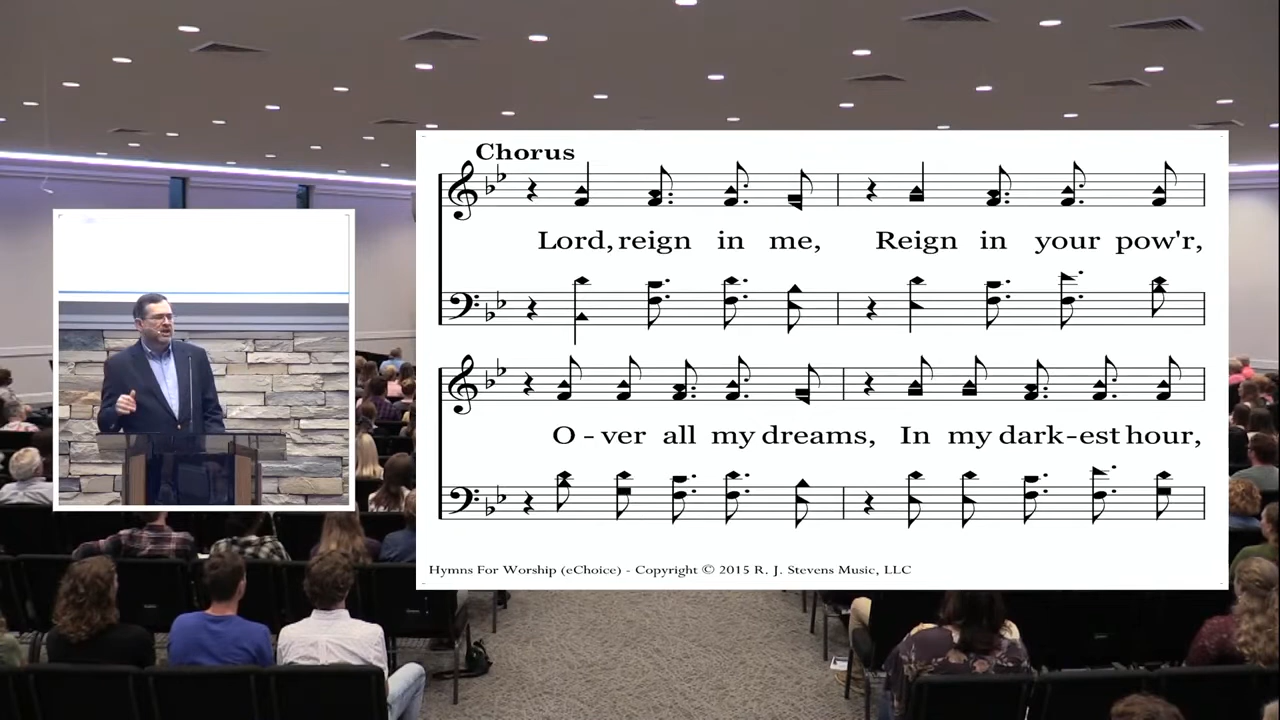 Chorus
Lord, reign in me, Reign in your pow'r,
O - ver all my dreams, In my dark - est hour,
Hymns For Worship (eChoice) - Copyright © 2015 R. J. Stevens Music, LLC